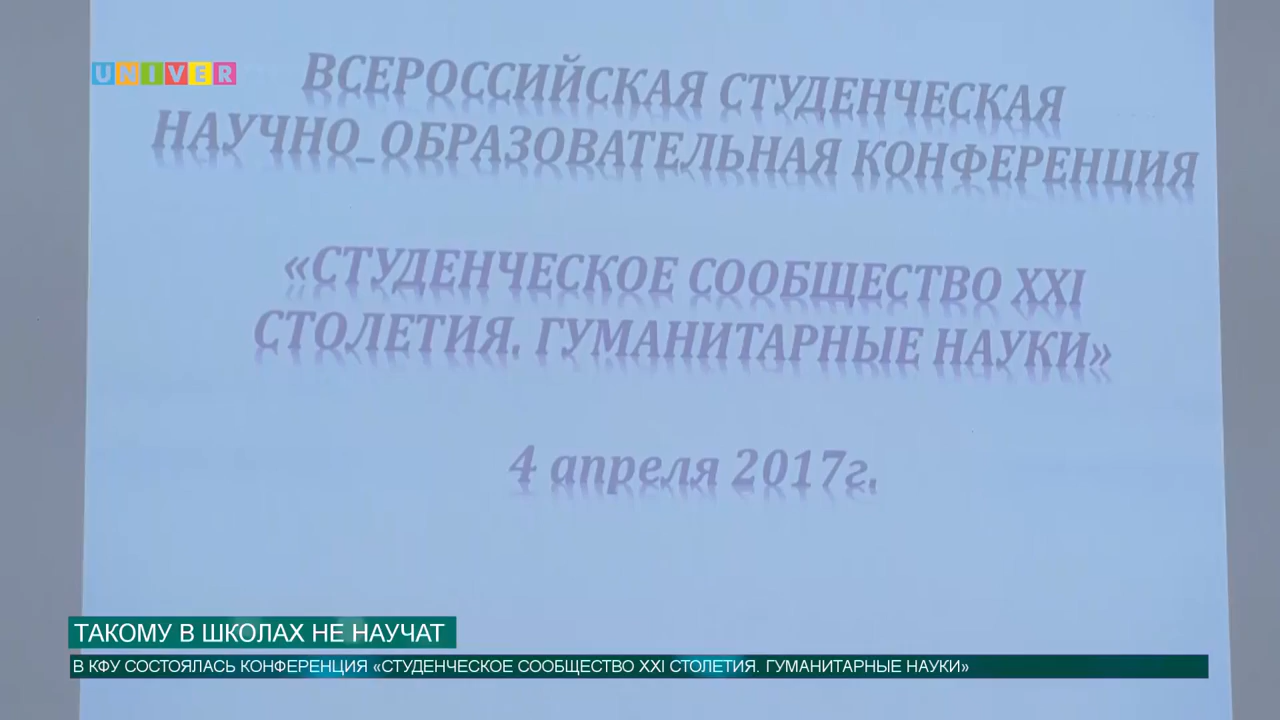 UNIVER
ВСЕРОССИЙСКАЯ СТУДЕНЧЕСКАЯ
НАУЧНО_ОБРАЗОВАТЕЛЬНАЯ КОНФЕРЕНЦИЯ
«СТУДЕНЧЕСКОЕ СООБЩЕСТВО XXI
СТОЛЕТИЯ. ГУМАНИТАРНЫЕ НАУКИ»
4 апреля 2017г.
ТАКОМУ В ШКОЛАХ НЕ НАУЧАТ
В КФУ СОСТОЯЛАСЬ КОНФЕРЕНЦИЯ «СТУДЕНЧЕСКОЕ СООБЩЕСТВО XXI СТОЛЕТИЯ. ГУМАНИТАРНЫЕ НАУКИ»